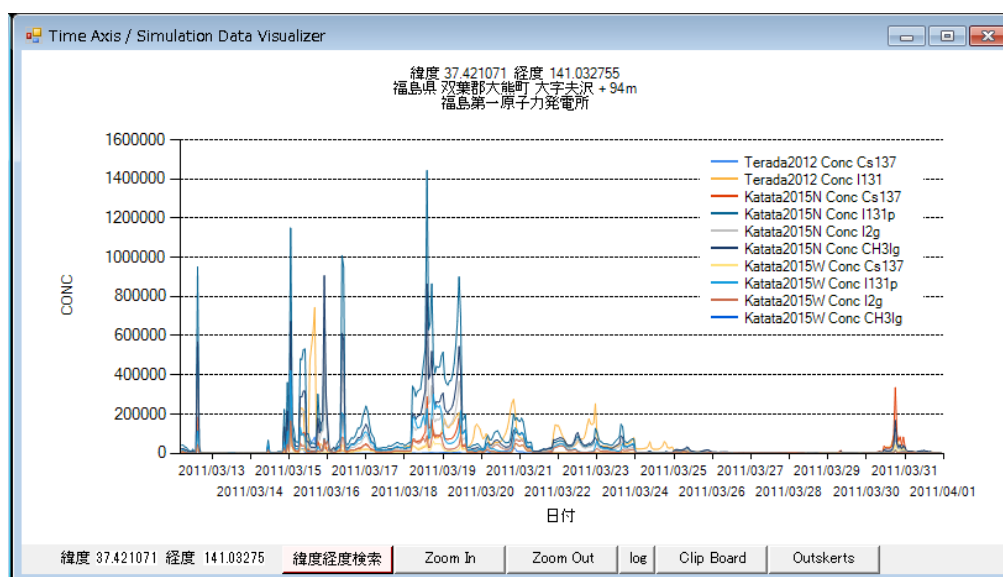 Time Axis / Simulation Data Visualizer
緯度 37.421071 経度 141.032755
福島県 双葉郡大熊町 大字夫沢 + 94m
福島第一原子力発電所
1600000
1400000
1200000
1000000
800000
600000
400000
200000
0
CONC
Terada2012 Conc Cs137
Terada2012 Conc I131
Katata2015N Conc Cs137
Katata2015N Conc I131p
Katata2015N Conc I2g
Katata2015N Conc CH3Ig
Katata2015W Conc Cs137
Katata2015W Conc I131p
Katata2015W Conc I2g
Katata2015W Conc CH3Ig
2011/03/13 2011/03/15 2011/03/17 2011/03/19 2011/03/21 2011/03/23 2011/03/25 2011/03/27 2011/03/29 2011/03/31
2011/03/14 2011/03/16 2011/03/18 2011/03/20 2011/03/22 2011/03/24 2011/03/26 2011/03/28 2011/03/30 2011/04/01
日付
緯度 37.421071 経度 141.03275 緯度経度検索 Zoom In Zoom Out log Clip Board Outskerts